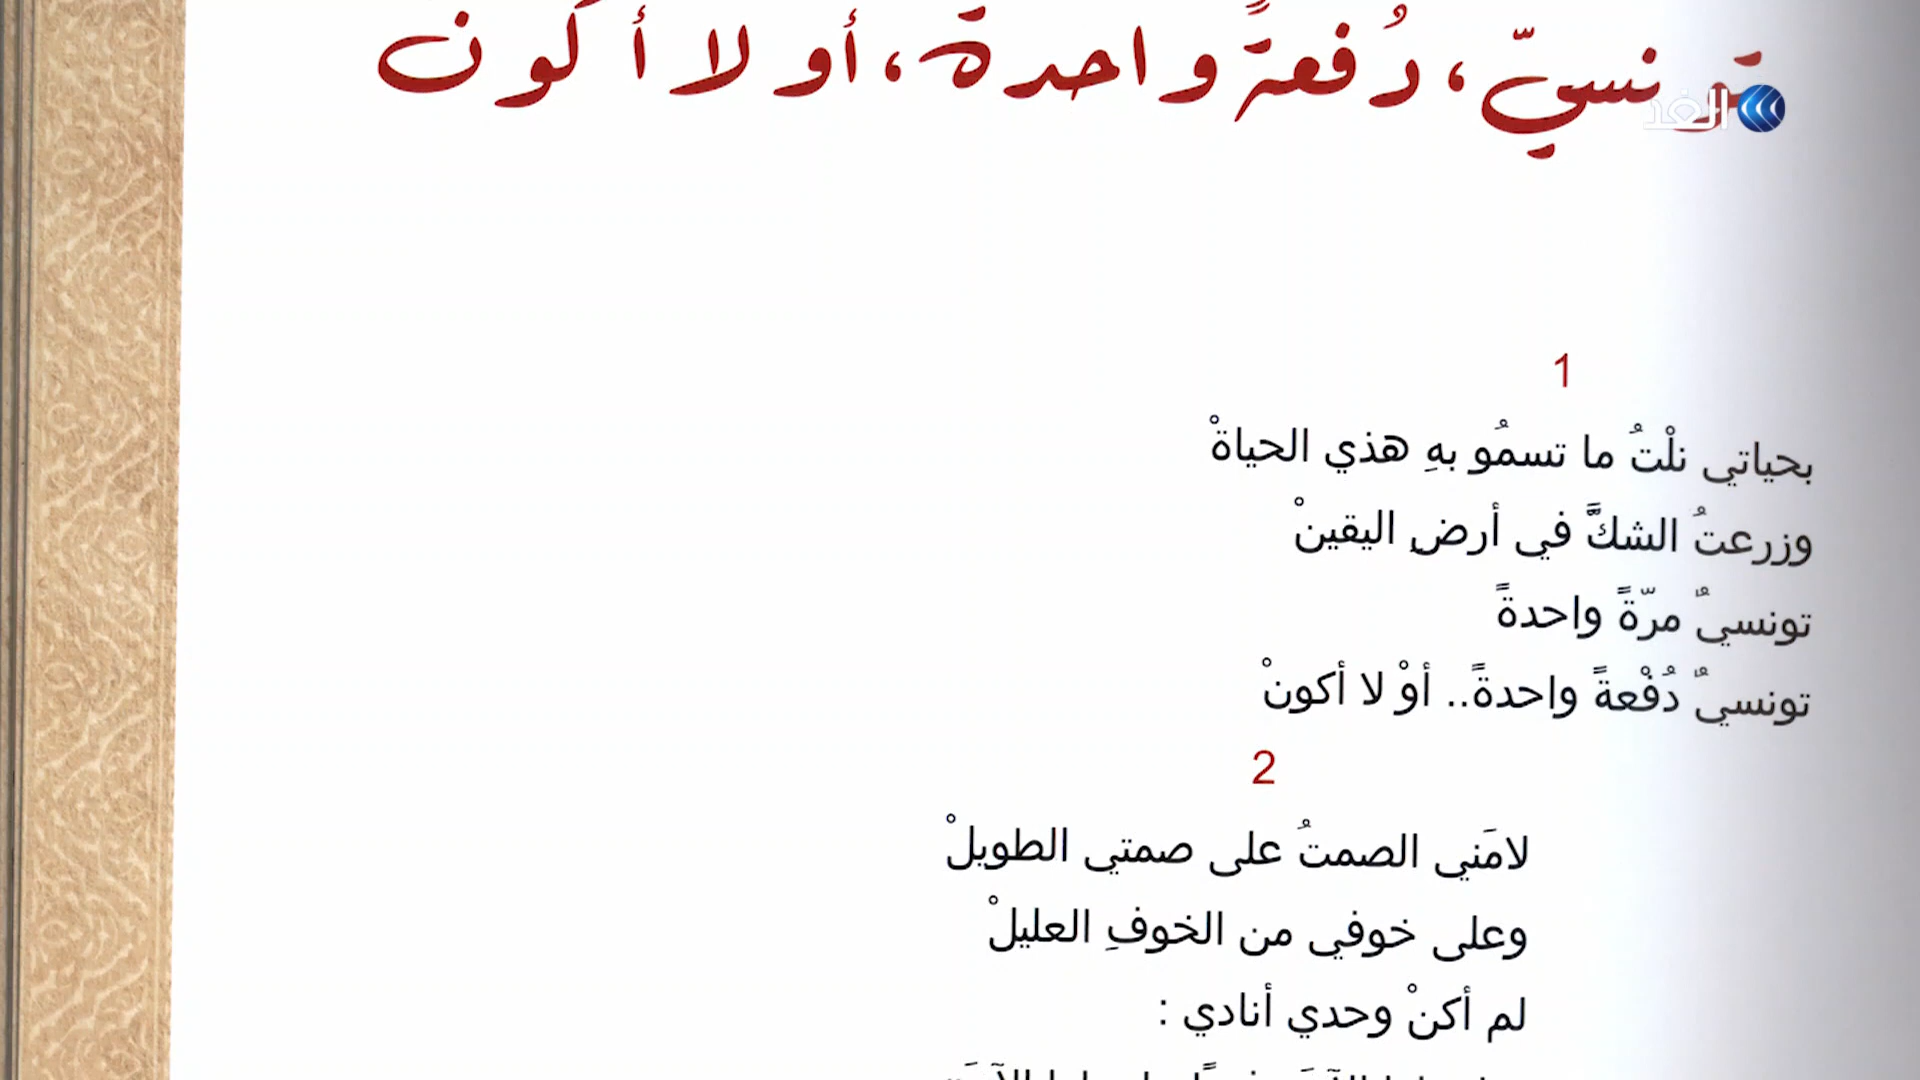 تونسيّ، دُفعةً واحدة، أو لا أكون
الغد
1
بحياتي نلْتُ ما تسمُو بهِ هذي الحياةْ
وزرعتُ الشكَّ في أرضِ اليقينْ
تونسيٌ مرّةً واحدةً
تونسيٌ دُفْعةً واحدةً.. أوْ لا أكونْ
2
لامَني الصمتُ على صمتي الطويلْ
وعلى خوفي من الخوفِ العليلْ
لم أكنْ وحدي أنادي :